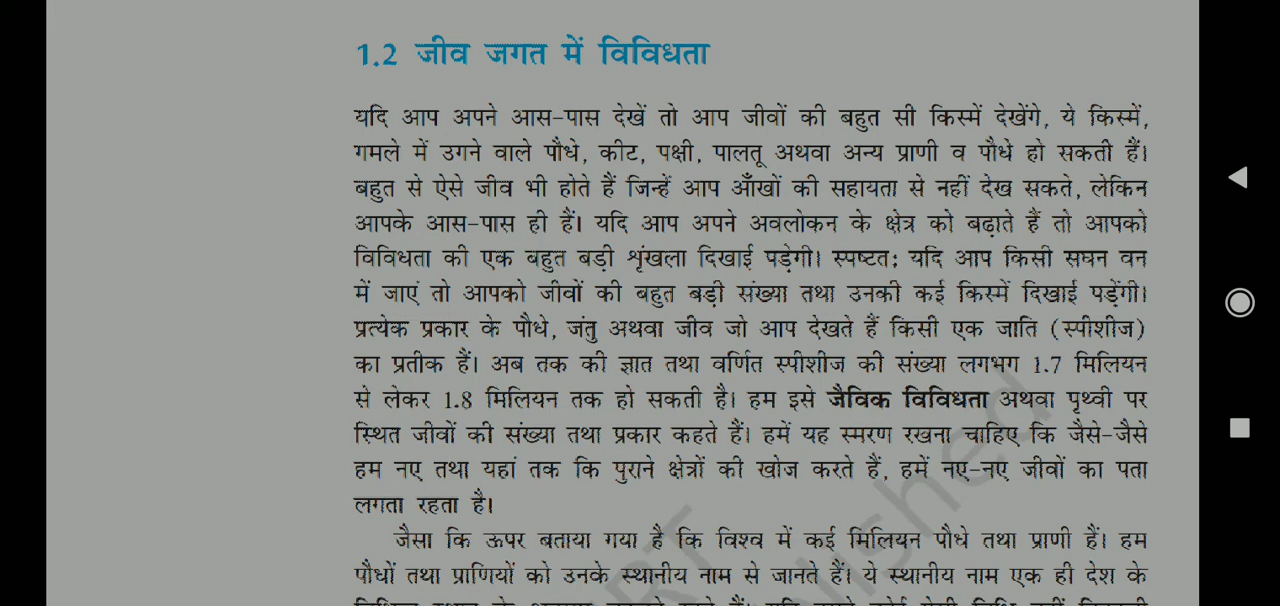 1.2 जीव जगत में विविधता
यदि आप अपने आस-पास देखें तो आप जीवों की बहुत सी किस्में देखेंगे, ये किस्में,
गमले में उगने वाले पौधे, कीट, पक्षी, पालतू अथवा अन्य प्राणी व पौधे हो सकती हैं।
बहुत से ऐसे जीव भी होते हैं जिन्हें आप आँखों की सहायता से नहीं देख सकते, लेकिन
आपके आस-पास ही हैं। यदि आप अपने अवलोकन के क्षेत्र को बढ़ाते हैं तो आपको
विविधता की एक बहुत बड़ी शृंखला दिखाई पड़ेगी। स्पष्टत: यदि आप किसी सघन वन
में जाएं तो आपको जीवों की बहुत बड़ी संख्या तथा उनकी कई किस्में दिखाई पड़ेंगी।
प्रत्येक प्रकार के पौधे, जंतु अथवा जीव जो आप देखते हैं किसी एक जाति (स्पीशीज)
का प्रतीक हैं। अब तक की ज्ञात तथा वर्णित स्पीशीज की संख्या लगभग 1.7 मिलियन
से लेकर 1.8 मिलियन तक हो सकती है। हम इसे जैविक विविधता अथवा पृथ्वी पर
स्थित जीवों की संख्या तथा प्रकार कहते हैं। हमें यह स्मरण रखना चाहिए कि जैसे-जैसे
हम नए तथा यहां तक कि पुराने क्षेत्रों की खोज करते हैं, हमें नए-नए जीवों का पता
लगता रहता है।
जैसा कि ऊपर बताया गया है कि विश्व में कई मिलियन पौधे तथा प्राणी हैं। हम
पौधों तथा प्राणियों को उनके स्थानीय नाम से जानते हैं। ये स्थानीय नाम एक ही देश के